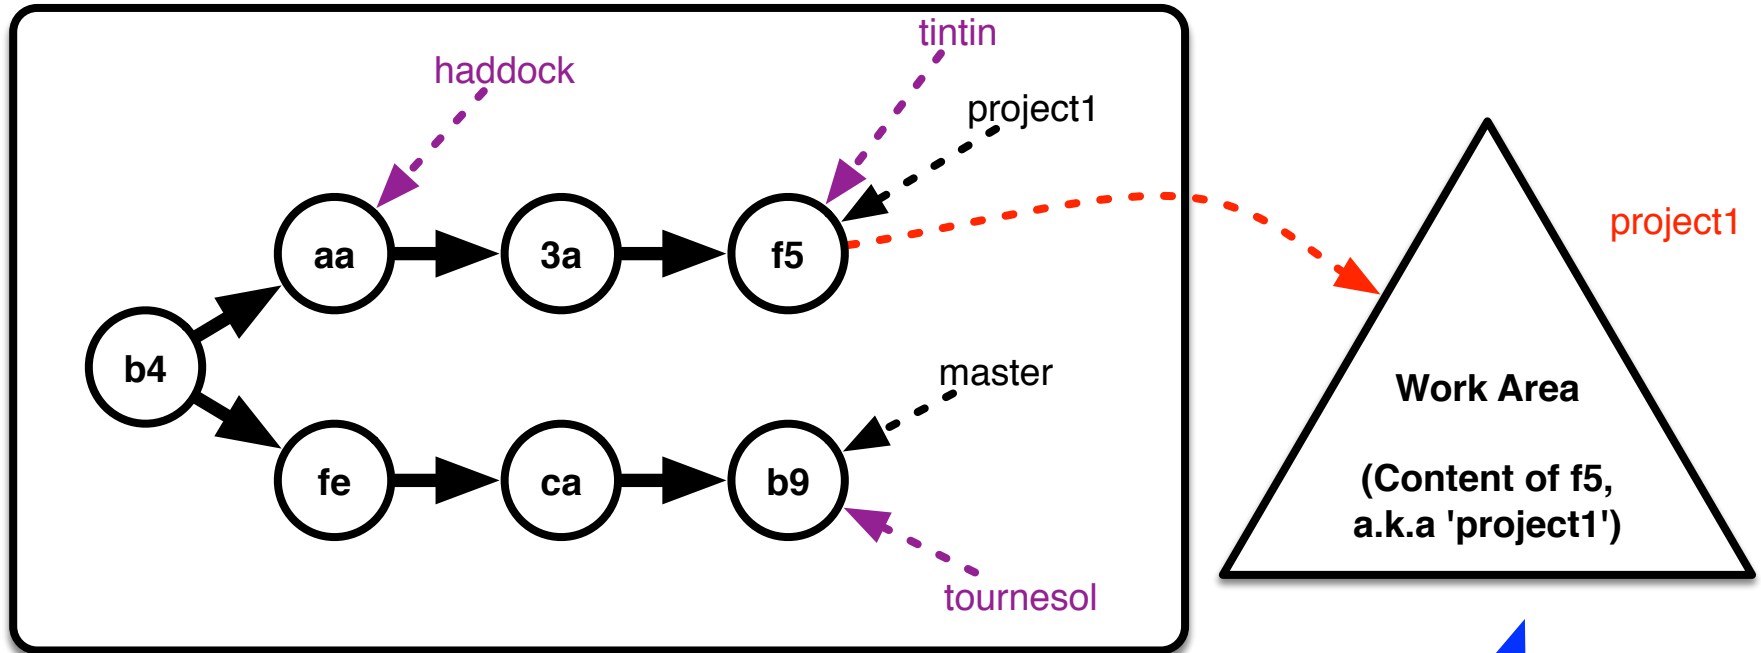 tintin
haddock
project1
project1
aa
3a
f5
b4
master
Work Area
fe
ca
b9
(Content of f5,
a.k.a 'project1')
tournesol